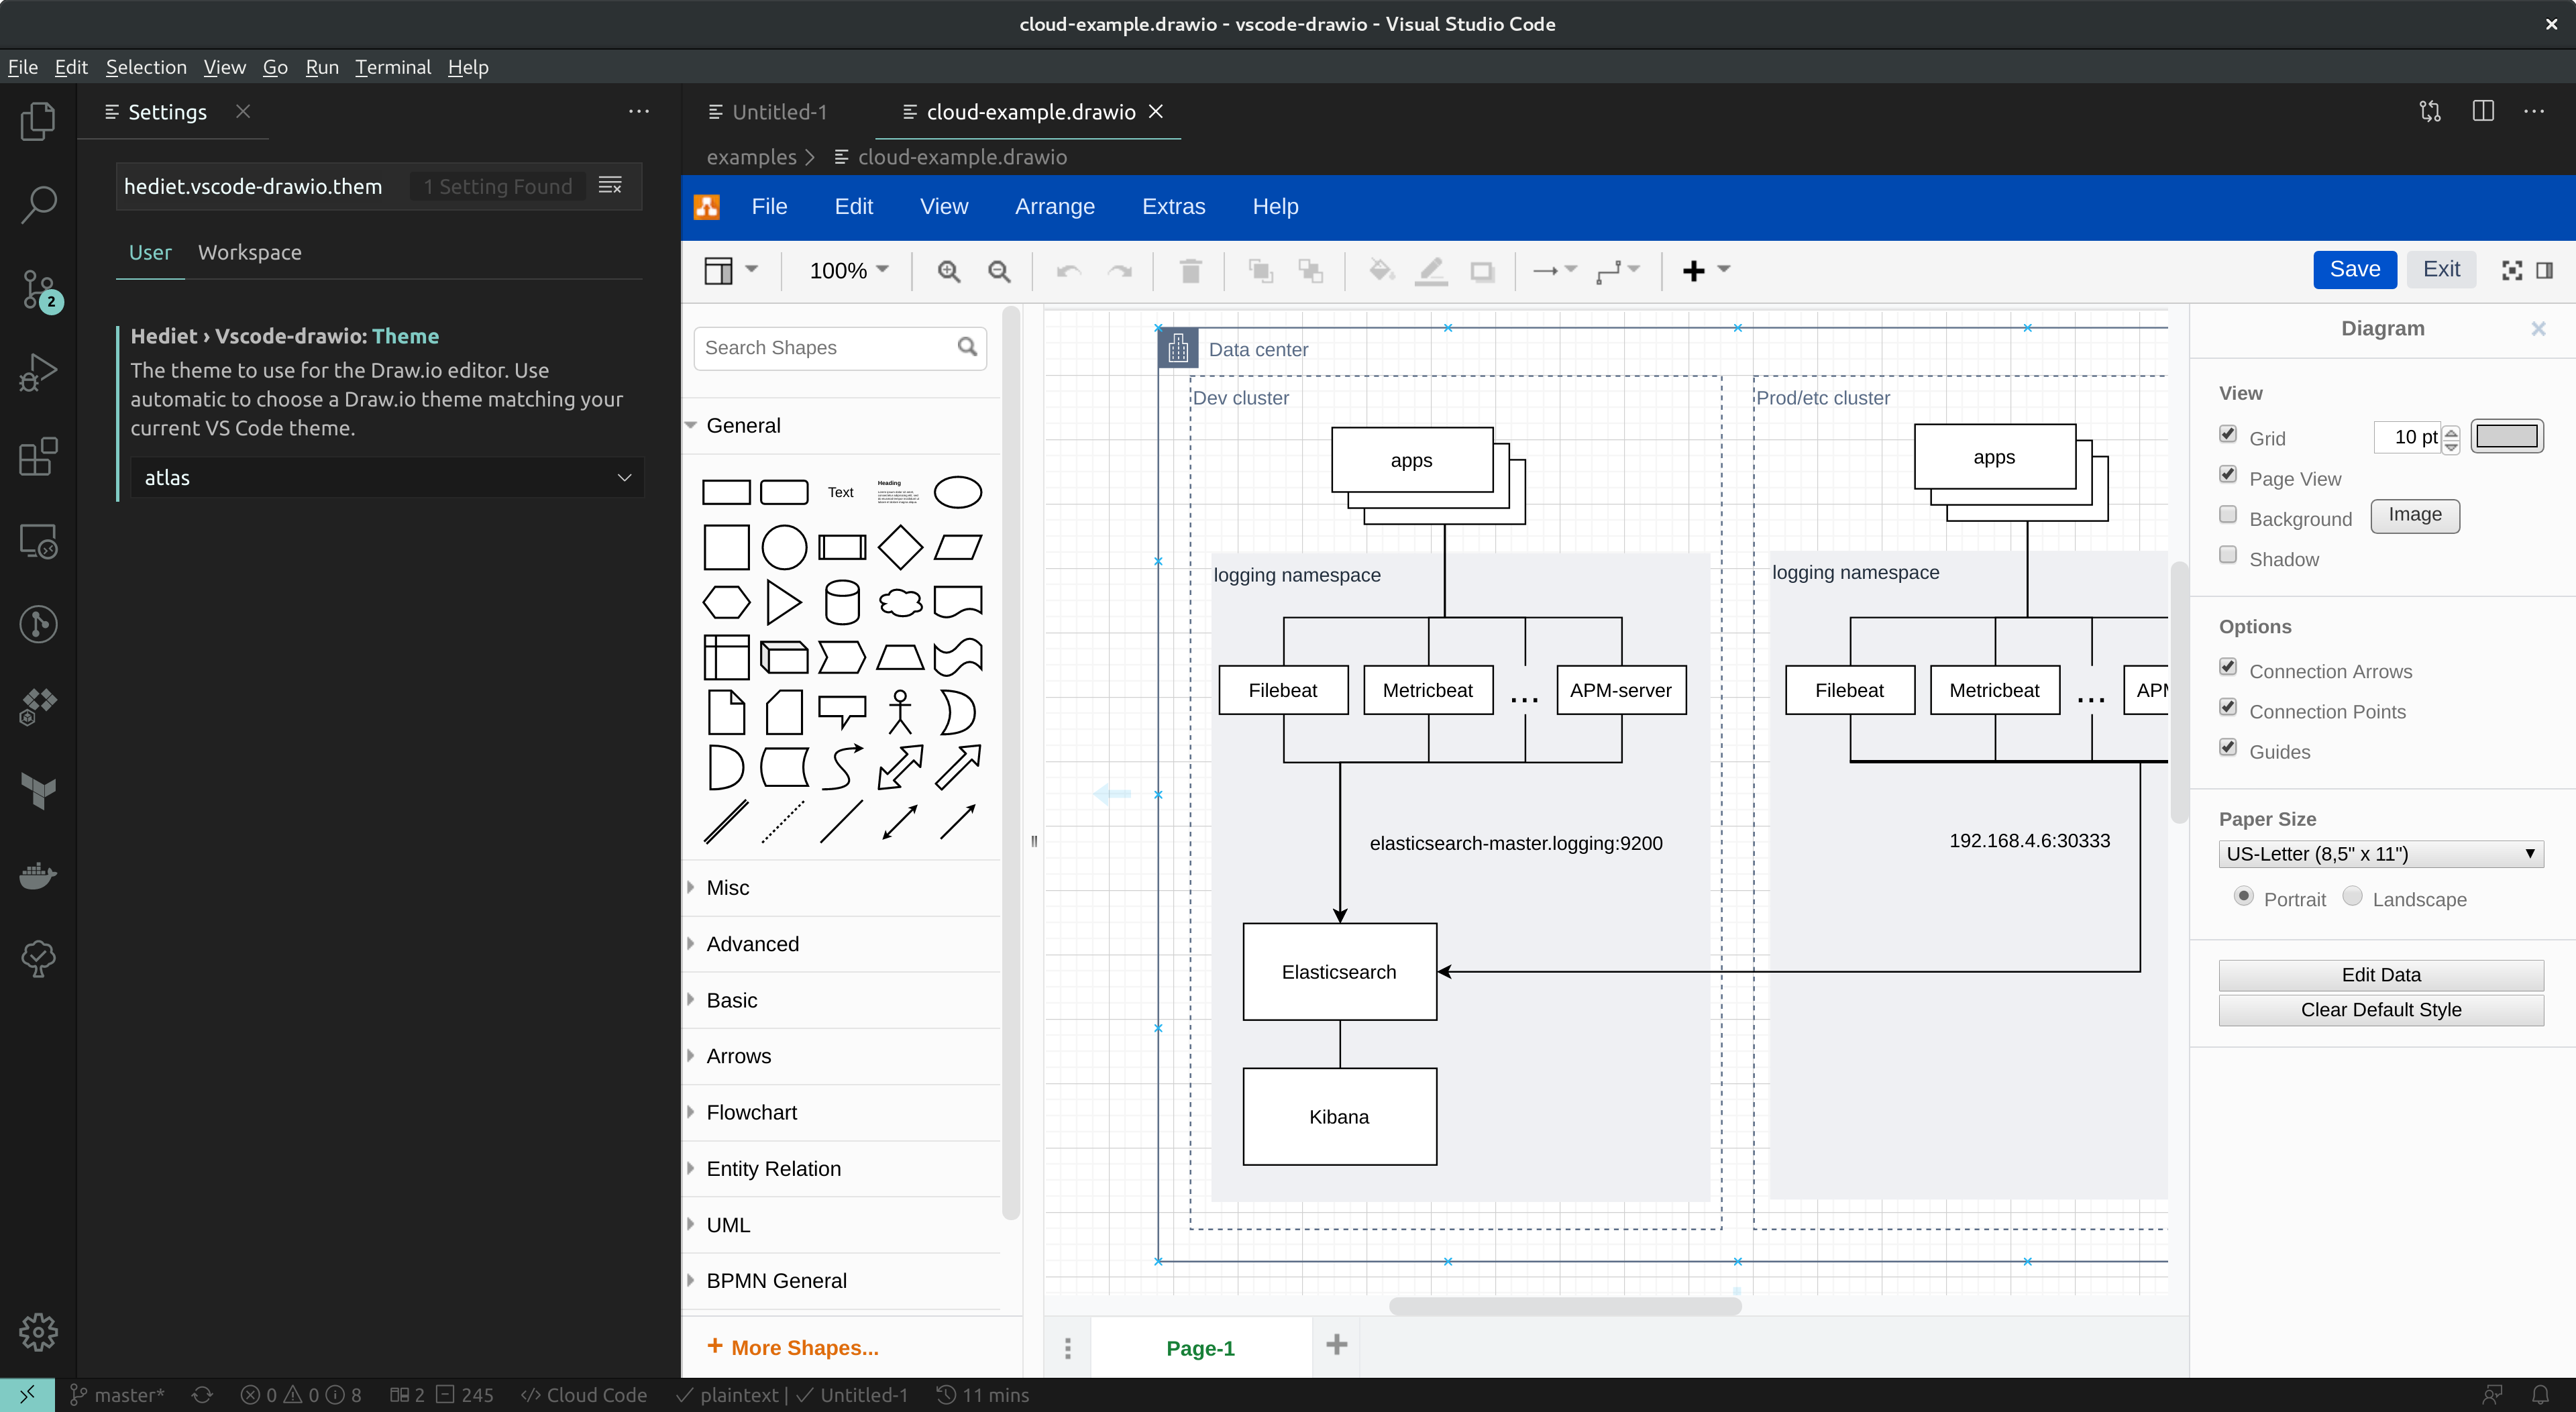 cloud-example.drawio - vscode-drawio - Visual Studio Code
File Edit Selection View Go Run Terminal Help
Settings
hediet.vscode-drawio.them 1 Setting Found
User Workspace
Hediet › Vscode-drawio: Theme
The theme to use for the Draw.io editor. Use
automatic to choose a Draw.io theme matching your
current VS Code theme.
atlas
2
Untitled-1 cloud-example.drawio
examples cloud-example.drawio
File Edit View Arrange Extras Help
100%
Save Exit
Search Shapes
General
Text
Heading
Misc
Advanced
Basic
Arrows
Flowchart
Entity Relation
UML
BPMN General
+ More Shapes...
Data center
Dev cluster
apps
logging namespace
Filebeat Metricbeat ... APM-server
elasticsearch-master.logging:9200
Elasticsearch
Kibana
Prod/etc cluster
apps
logging namespace
Filebeat Metricbeat ... APM
192.168.4.6:30333
Page-1
Diagram
View
Grid 10 pt
Page View
Background Image
Shadow
Options
Connection Arrows
Connection Points
Guides
Paper Size
US-Letter (8,5" x 11")
Portrait Landscape
Edit Data
Clear Default Style
master* 0 0 8 2 245 </> Cloud Code ✓ plaintext | ✓ Untitled-1 11 mins